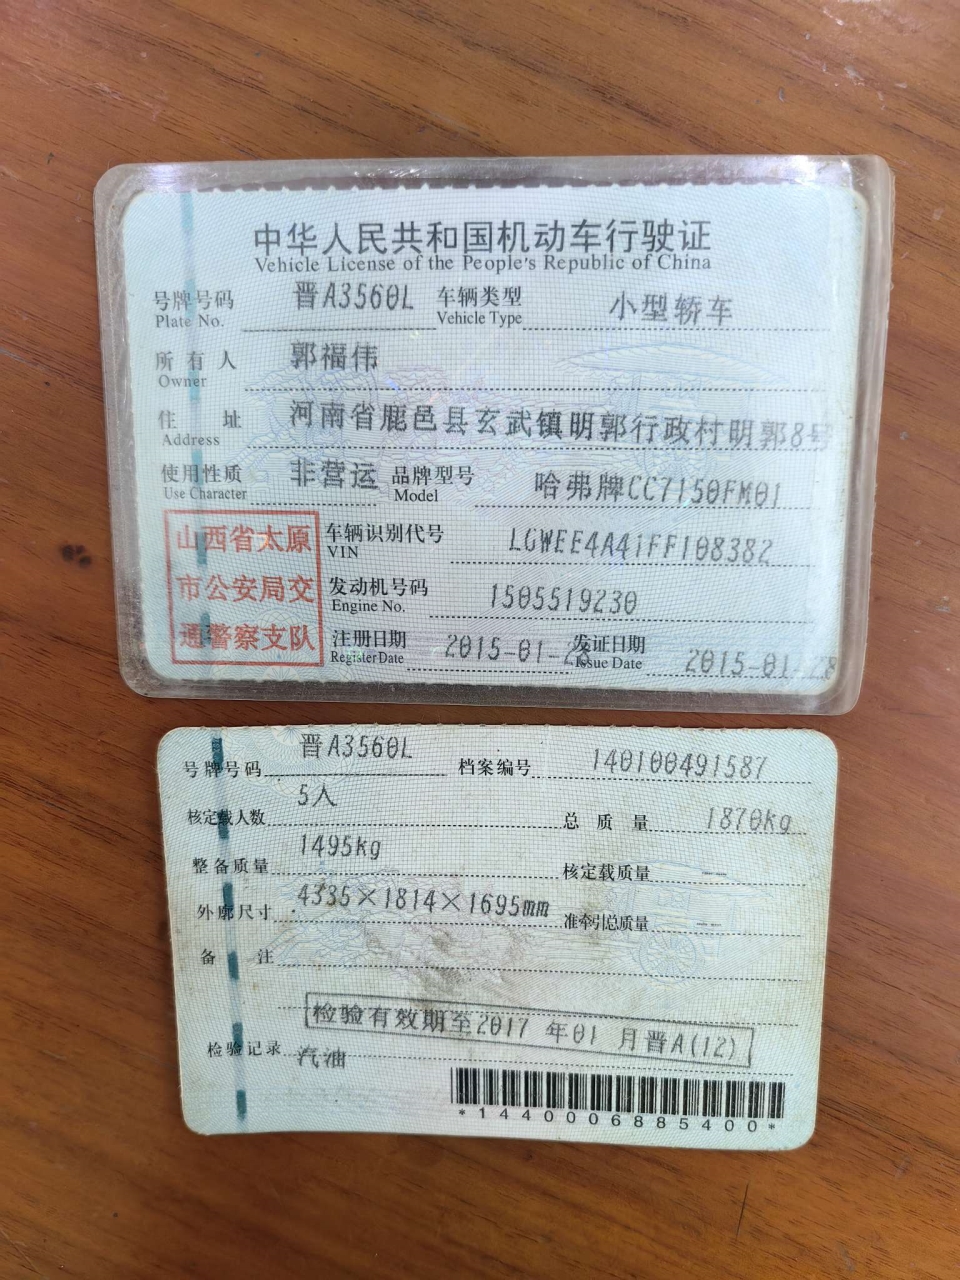 中华人民共和国机动车行驶证
Vehicle License of the People's Republic of China
号牌号码 晋A3560L 车辆类型 小型轿车
Plate No. Vehicle Type
所有人 郭福伟
Owner
住址 河南省鹿邑县玄武镇明郭行政村明郭8号
Address
使用性质 非营运 品牌型号 哈弗牌CC7150FM01
Use Character Model
山西省太原
市公安局交
通警察支队
车辆识别代号 LGWEE4A41FF108382
VIN
发动机号码 1505519230
Engine No.
注册日期 2015-01-28 发证日期 2015-01-28
Register Date Issue Date
号牌号码 晋A3560L 档案编号 140100491587
核定载人数 5人 总质量 1870kg
整备质量 1495kg 核定载质量 --
外廓尺寸 4335×1814×1695mm 准牵引总质量 --
备注
检验有效期至2017年01月晋A(12)
检验记录 汽油
*1440006885400*